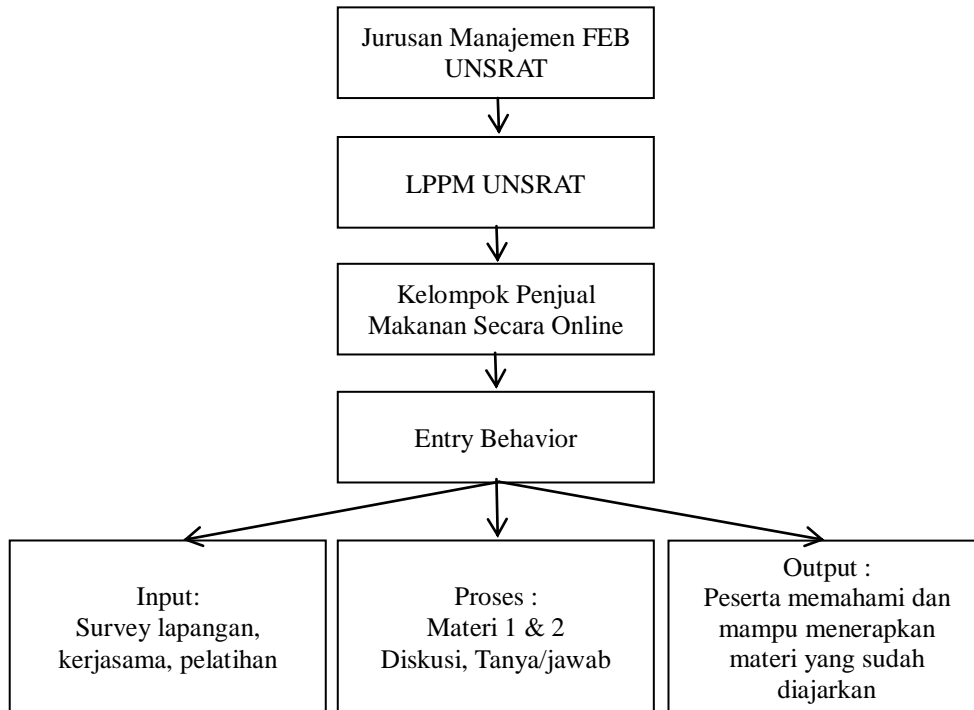 Jurusan Manajemen FEB
UNSRAT
LPPM UNSRAT
Kelompok Penjual
Makanan Secara Online
Entry Behavior
Input:
Survey lapangan,
kerjasama, pelatihan
Proses :
Materi 1 & 2
Diskusi, Tanya/jawab
Output :
Peserta memahami dan
mampu menerapkan
materi yang sudah
diajarkan